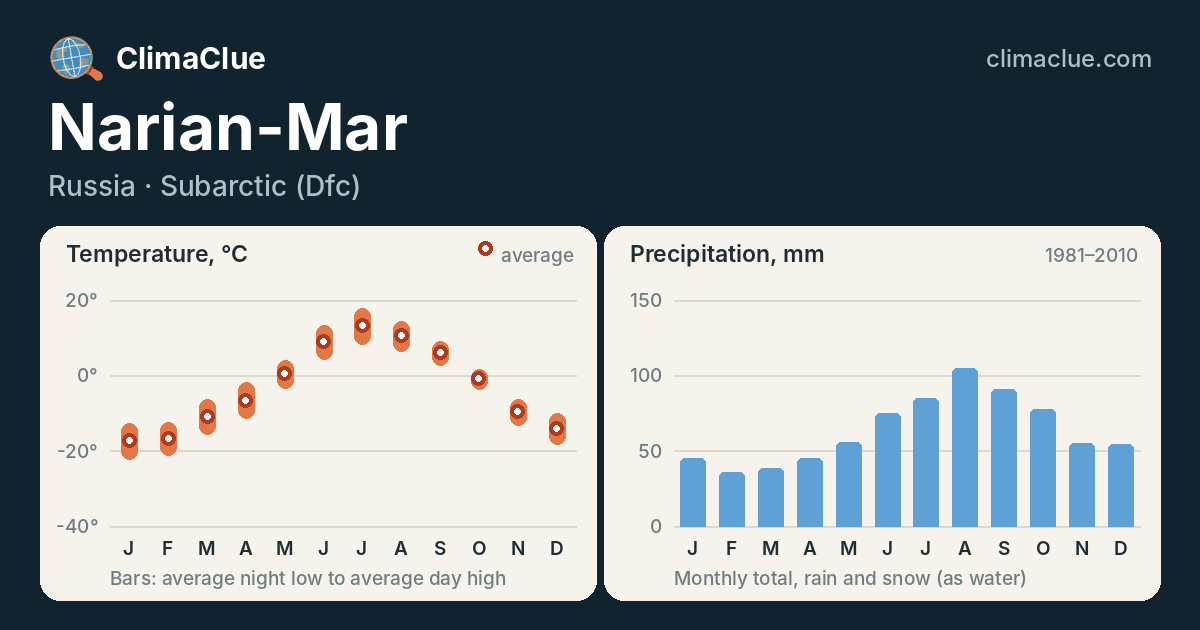 ClimaClue
climaclue.com
Narian-Mar
Russia · Subarctic (Dfc)
Temperature, °C
average
20°
0°
-20°
-40°
J F M A M J J A S O N D
Bars: average night low to average day high
Precipitation, mm
1981–2010
150
100
50
0
J F M A M J J A S O N D
Monthly total, rain and snow (as water)